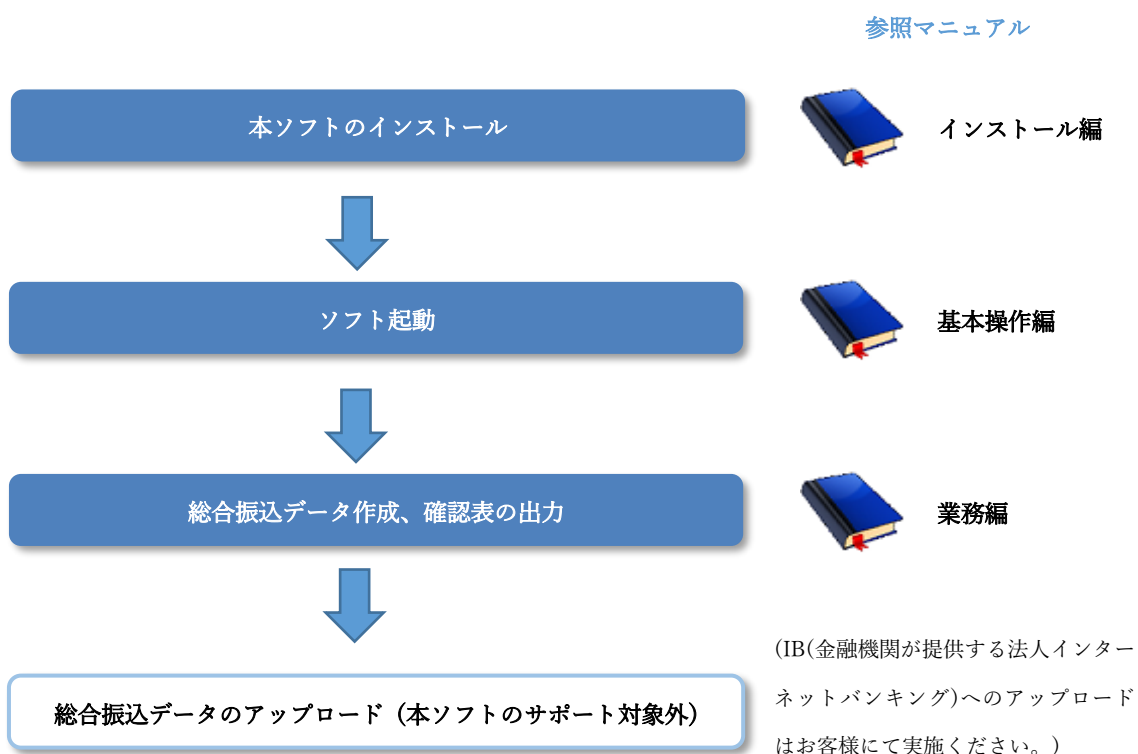 参照マニュアル
本ソフトのインストール
インストール編
ソフト起動
基本操作編
総合振込データ作成、確認表の出力
業務編
総合振込データのアップロード（本ソフトのサポート対象外）
(IB(金融機関が提供する法人インター
ネットバンキング)へのアップロード
はお客様にて実施ください。)